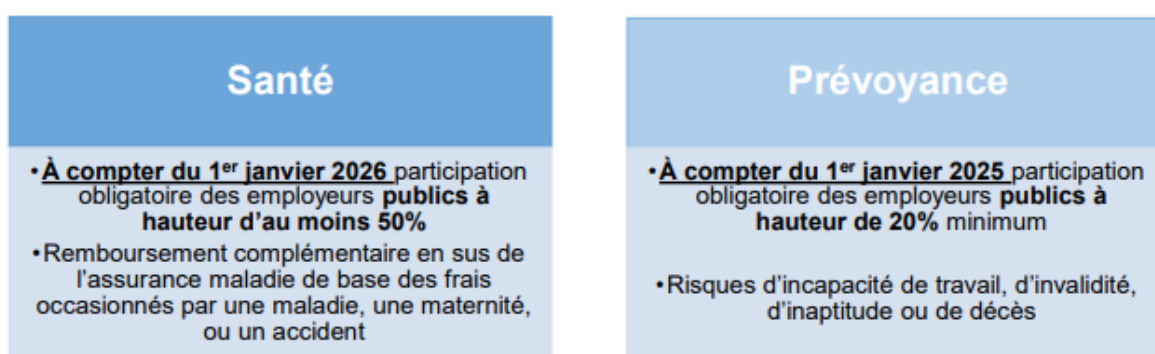 Santé
•À compter du 1er janvier 2026 participation
obligatoire des employeurs publics à
hauteur d’au moins 50%
•Remboursement complémentaire en sus de
l’assurance maladie de base des frais
occasionnés par une maladie, une maternité,
ou un accident
Prévoyance
•À compter du 1er janvier 2025 participation
obligatoire des employeurs publics à
hauteur de 20% minimum
•Risques d’incapacité de travail, d’invalidité,
d’inaptitude ou de décès